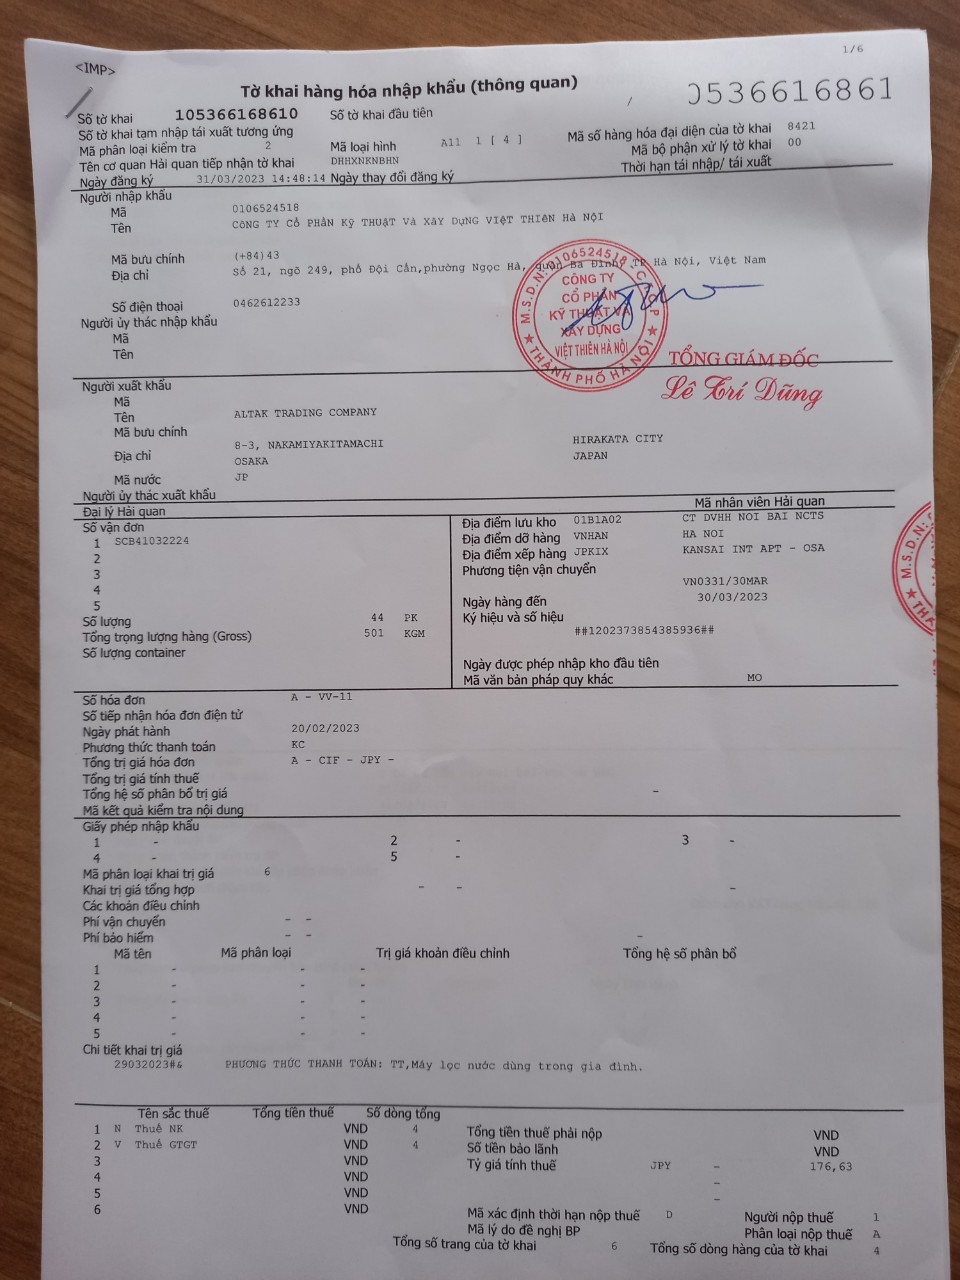 1/6
<IMP>
Tờ khai hàng hóa nhập khẩu (thông quan)
0536616861
Số tờ khai 105366168610 Số tờ khai đầu tiên /
Số tờ khai tạm nhập tái xuất tương ứng
Mã phân loại kiểm tra 2 Mã loại hình A11 1 [ 4 ] Mã số hàng hóa đại diện của tờ khai 8421
Tên cơ quan Hải quan tiếp nhận tờ khai DHHXNKNBHN Mã bộ phận xử lý tờ khai 00
Ngày đăng ký 31/03/2023 14:48:14 Ngày thay đổi đăng ký Thời hạn tái nhập/ tái xuất
Người nhập khẩu
Mã 0106524518
Tên CÔNG TY CỔ PHẦN Kỹ THUẬT Và XâY DựNG VIệT THIêN Hà NộI
Mã bưu chính (+84)43
Địa chỉ Số 21, ngõ 249, phố Đội Cấn,phường Ngọc Hà, quận Ba Đình, TP Hà Nội, Việt Nam
Số điện thoại 0462612233
Người ủy thác nhập khẩu
Mã
Tên
M.S.D.N: 0106524518 - C.T.C.P
CÔNG TY
CỔ PHẦN
KỸ THUẬT VÀ
XÂY DỰNG
VIỆT THIÊN HÀ NỘI
★ THÀNH PHỐ HÀ NỘI ★
TỔNG GIÁM ĐỐC
Lê Trí Dũng
Người xuất khẩu
Mã
Tên ALTAK TRADING COMPANY
Mã bưu chính
Địa chỉ 8-3, NAKAMIYAKITAMACHI HIRAKATA CITY
OSAKA JAPAN
Mã nước JP
Người ủy thác xuất khẩu
Đại lý Hải quan Mã nhân viên Hải quan
Số vận đơn Địa điểm lưu kho 01B1A02 CT DVHH NOI BAI NCTS
1 SCB41032224 Địa điểm dỡ hàng VNHAN HA NOI
2 Địa điểm xếp hàng JPKIX KANSAI INT APT - OSA
3 Phương tiện vận chuyển
4 VN0331/30MAR
5 Ngày hàng đến 30/03/2023
Số lượng 44 PK Ký hiệu và số hiệu
Tổng trọng lượng hàng (Gross) 501 KGM ##1202373854385936##
Số lượng container
Ngày được phép nhập kho đầu tiên
Mã văn bản pháp quy khác MO
M.S.D.N:
Số hóa đơn A - VV-11
Số tiếp nhận hóa đơn điện tử
Ngày phát hành 20/02/2023
Phương thức thanh toán KC
Tổng trị giá hóa đơn A - CIF - JPY -
Tổng trị giá tính thuế
Tổng hệ số phân bổ trị giá -
Mã kết quả kiểm tra nội dung
Giấy phép nhập khẩu
1 - 2 - 3 -
4 - 5 -
Mã phân loại khai trị giá 6
Khai trị giá tổng hợp - - -
Các khoản điều chỉnh
Phí vận chuyển - -
Phí bảo hiểm - - -
Mã tên Mã phân loại Trị giá khoản điều chỉnh Tổng hệ số phân bổ
1 - - -
2 - - -
3 - - -
4 - - -
5 - - -
Chi tiết khai trị giá
29032023#& PHƯƠNG THỨC THANH TOÁN: TT,Máy lọc nước dùng trong gia đình.
Tên sắc thuế Tổng tiền thuế Số dòng tổng
1 N Thuế NK VND 4 Tổng tiền thuế phải nộp VND
2 V Thuế GTGT VND 4 Số tiền bảo lãnh VND
3 VND Tỷ giá tính thuế JPY - 176,63
4 VND -
5 VND -
6 VND Mã xác định thời hạn nộp thuế D Người nộp thuế 1
Mã lý do đề nghị BP Phân loại nộp thuế A
Tổng số trang của tờ khai 6 Tổng số dòng hàng của tờ khai 4